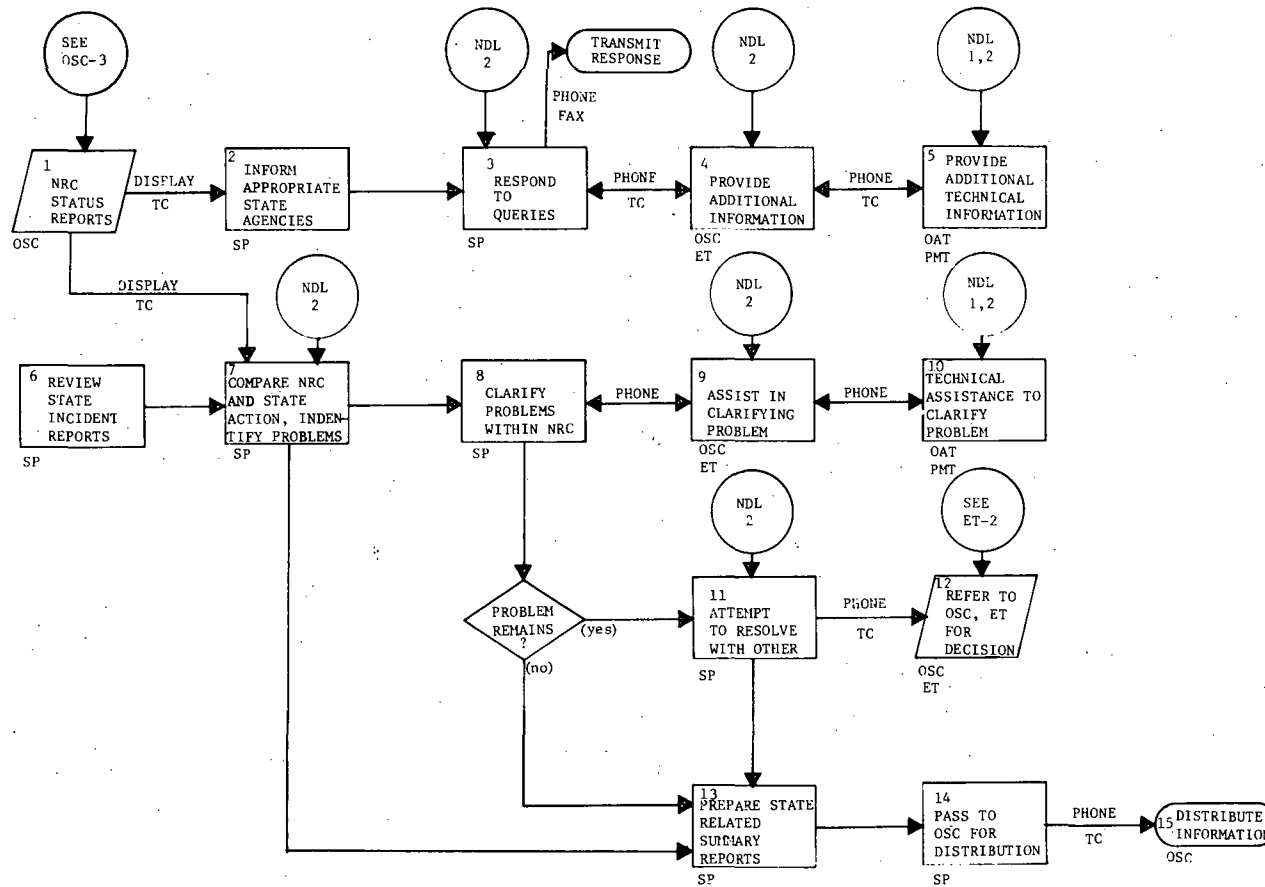 SEE
OSC-3
NDL
2
TRANSMIT
RESPONSE
NDL
2
NDL
1,2
PHONE
FAX
1
NRC
STATUS
REPORTS
OSC
DISPLAY
TC
2
INFORM
APPROPRIATE
STATE
AGENCIES
SP
3
RESPOND
TO
QUERIES
SP
PHONE
TC
4
PROVIDE
ADDITIONAL
INFORMATION
OSC
ET
PHONE
TC
5
PROVIDE
ADDITIONAL
TECHNICAL
INFORMATION
OAT
PMT
DISPLAY
TC
NDL
2
NDL
2
NDL
1,2
6
REVIEW
STATE
INCIDENT
REPORTS
SP
7
COMPARE NRC
AND STATE
ACTION, INDEN-
TIFY PROBLEMS
SP
8
CLARIFY
PROBLEMS
WITHIN NRC
SP
PHONE
9
ASSIST IN
CLARIFYING
PROBLEM
OSC
ET
PHONE
10
TECHNICAL
ASSISTANCE TO
CLARIFY
PROBLEM
OAT
PMT
NDL
2
SEE
ET-2
PROBLEM
REMAINS
?
(yes)
(no)
11
ATTEMPT
TO RESOLVE
WITH OTHER
SP
PHONE
TC
12
REFER TO
OSC, ET
FOR
DECISION
OSC
ET
13
PREPARE STATE
RELATED
SUMMARY
REPORTS
SP
14
PASS TO
OSC FOR
DISTRIBUTION
SP
PHONE
TC
15 DISTRIBUTE
INFORMATION
OSC